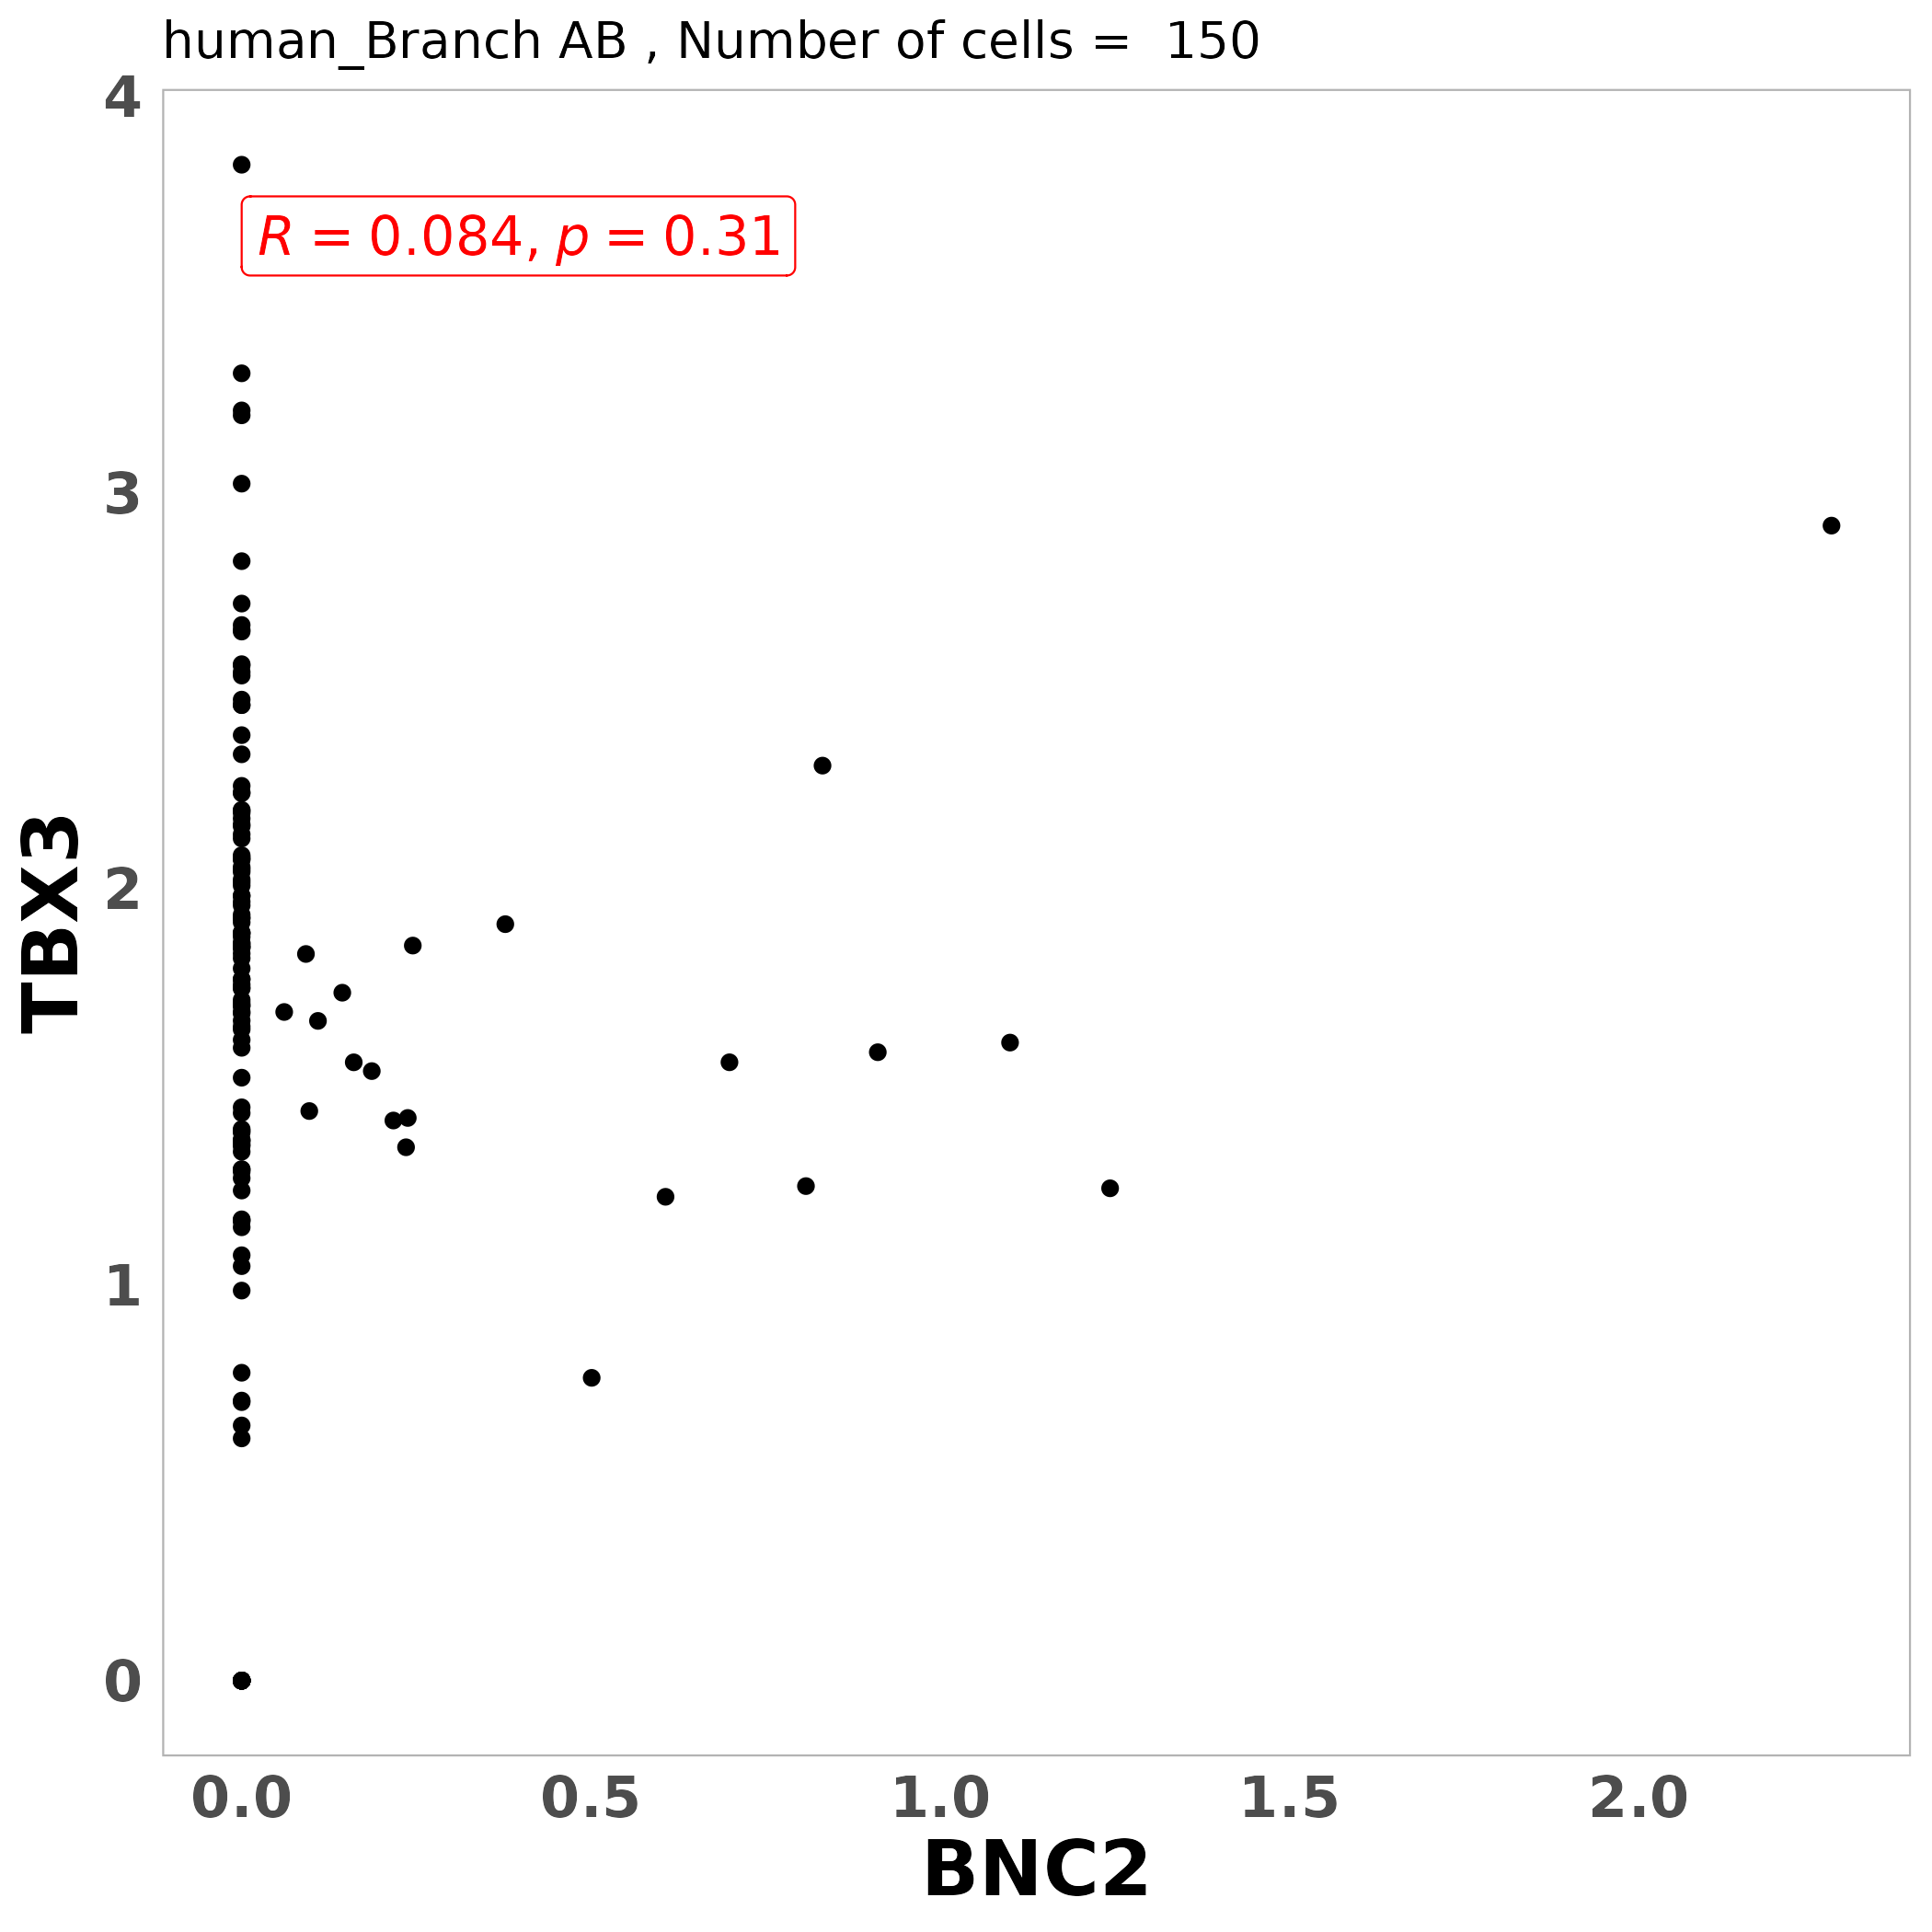 human_Branch AB , Number of cells =  150
4
R = 0.084, p = 0.31
3
2
1
0
TBX3
0.0 0.5 1.0 1.5 2.0
BNC2